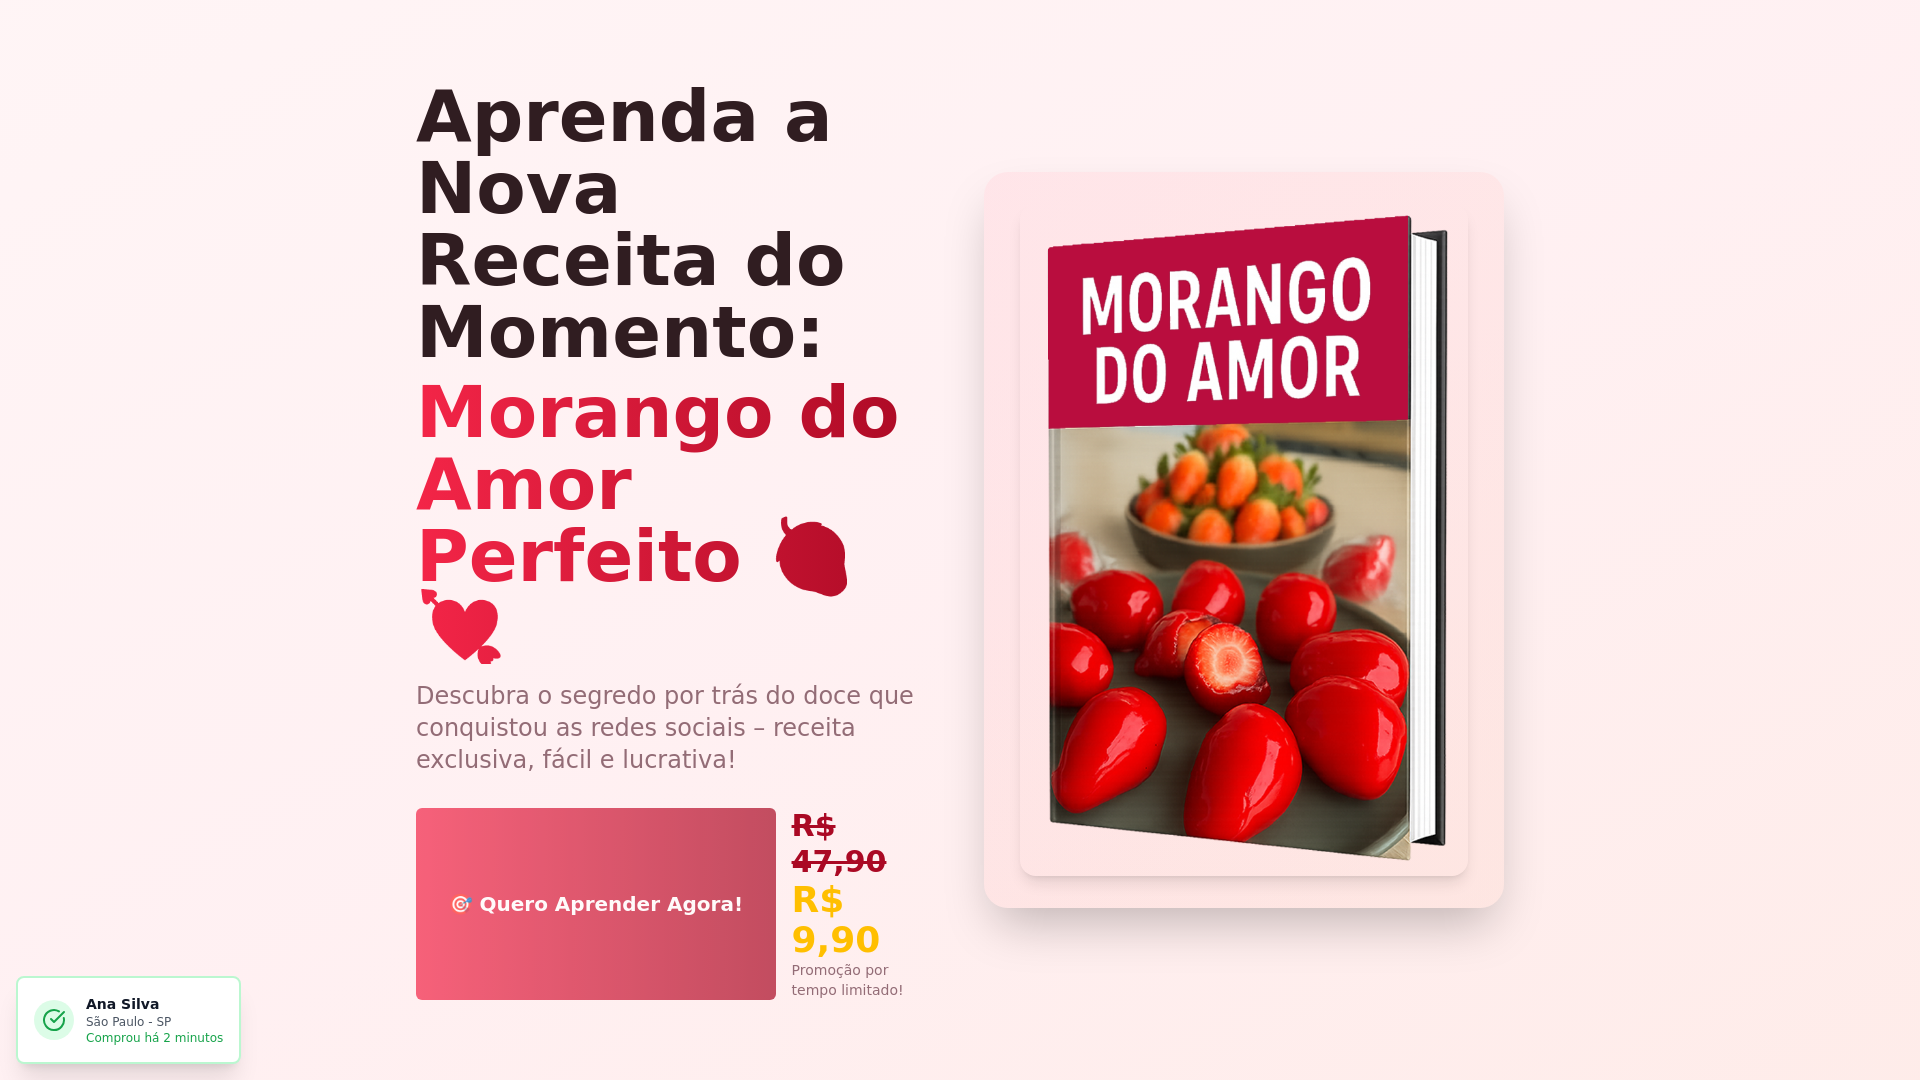 Aprenda a
Nova
Receita do
Momento:
Morango do
Amor
Perfeito 🍓
💘
Descubra o segredo por trás do doce que
conquistou as redes sociais – receita
exclusiva, fácil e lucrativa!
🎯 Quero Aprender Agora!
R$
47,90
R$
9,90
Promoção por
tempo limitado!
MORANGO
DO AMOR
Ana Silva
São Paulo - SP
Comprou há 2 minutos